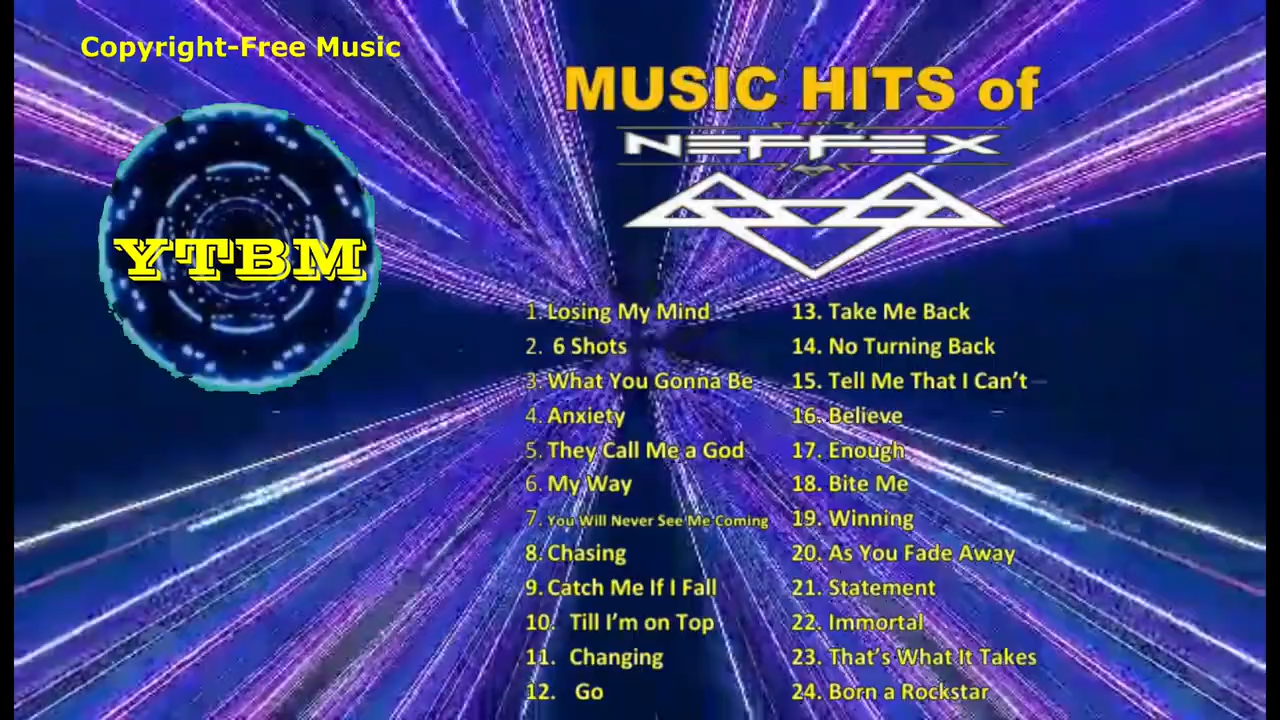 Copyright-Free Music
YTBM
MUSIC HITS of
NEFFEX
1. Losing My Mind
2. 6 Shots
3. What You Gonna Be
4. Anxiety
5. They Call Me a God
6. My Way
7. You Will Never See Me Coming
8. Chasing
9. Catch Me If I Fall
10. Till I'm on Top
11. Changing
12. Go
13. Take Me Back
14. No Turning Back
15. Tell Me That I Can't
16. Believe
17. Enough
18. Bite Me
19. Winning
20. As You Fade Away
21. Statement
22. Immortal
23. That's What It Takes
24. Born a Rockstar